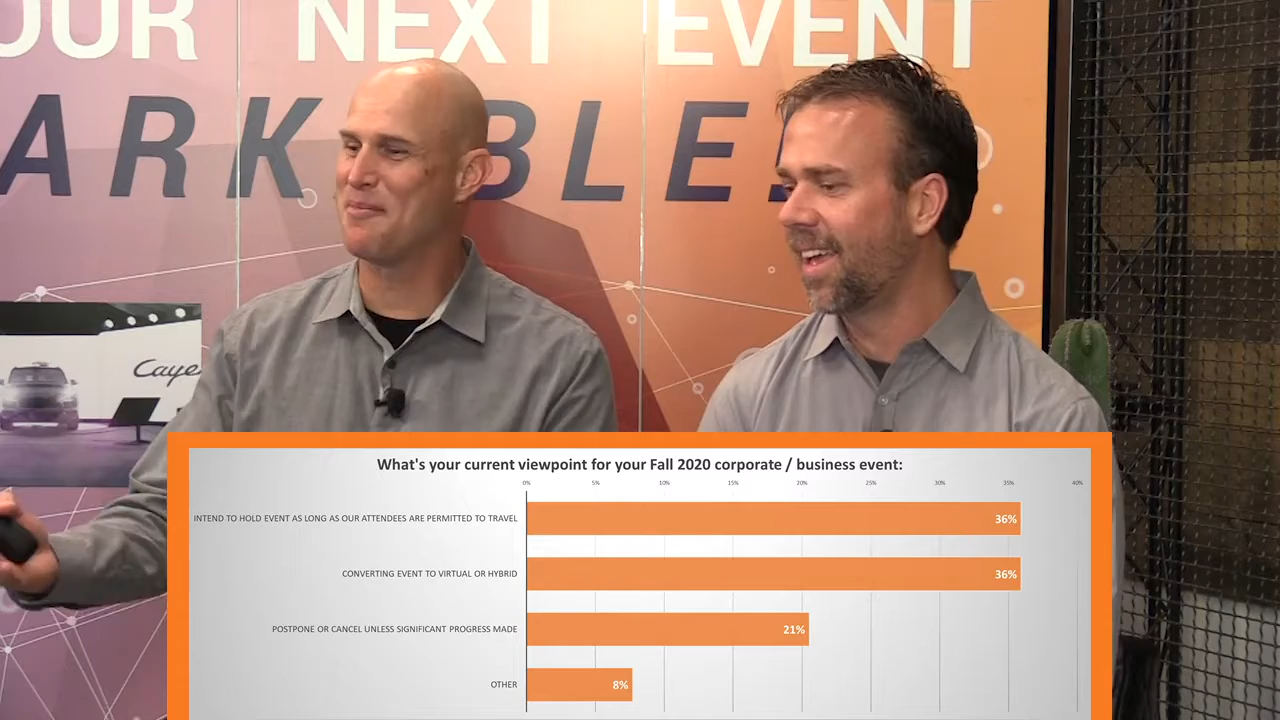 OUR NEXT EVENT
ARK BLE
Caye
What's your current viewpoint for your Fall 2020 corporate / business event:
0% 5% 10% 15% 20% 25% 30% 35% 40%
INTEND TO HOLD EVENT AS LONG AS OUR ATTENDEES ARE PERMITTED TO TRAVEL 36%
CONVERTING EVENT TO VIRTUAL OR HYBRID 36%
POSTPONE OR CANCEL UNLESS SIGNIFICANT PROGRESS MADE 21%
OTHER 8%